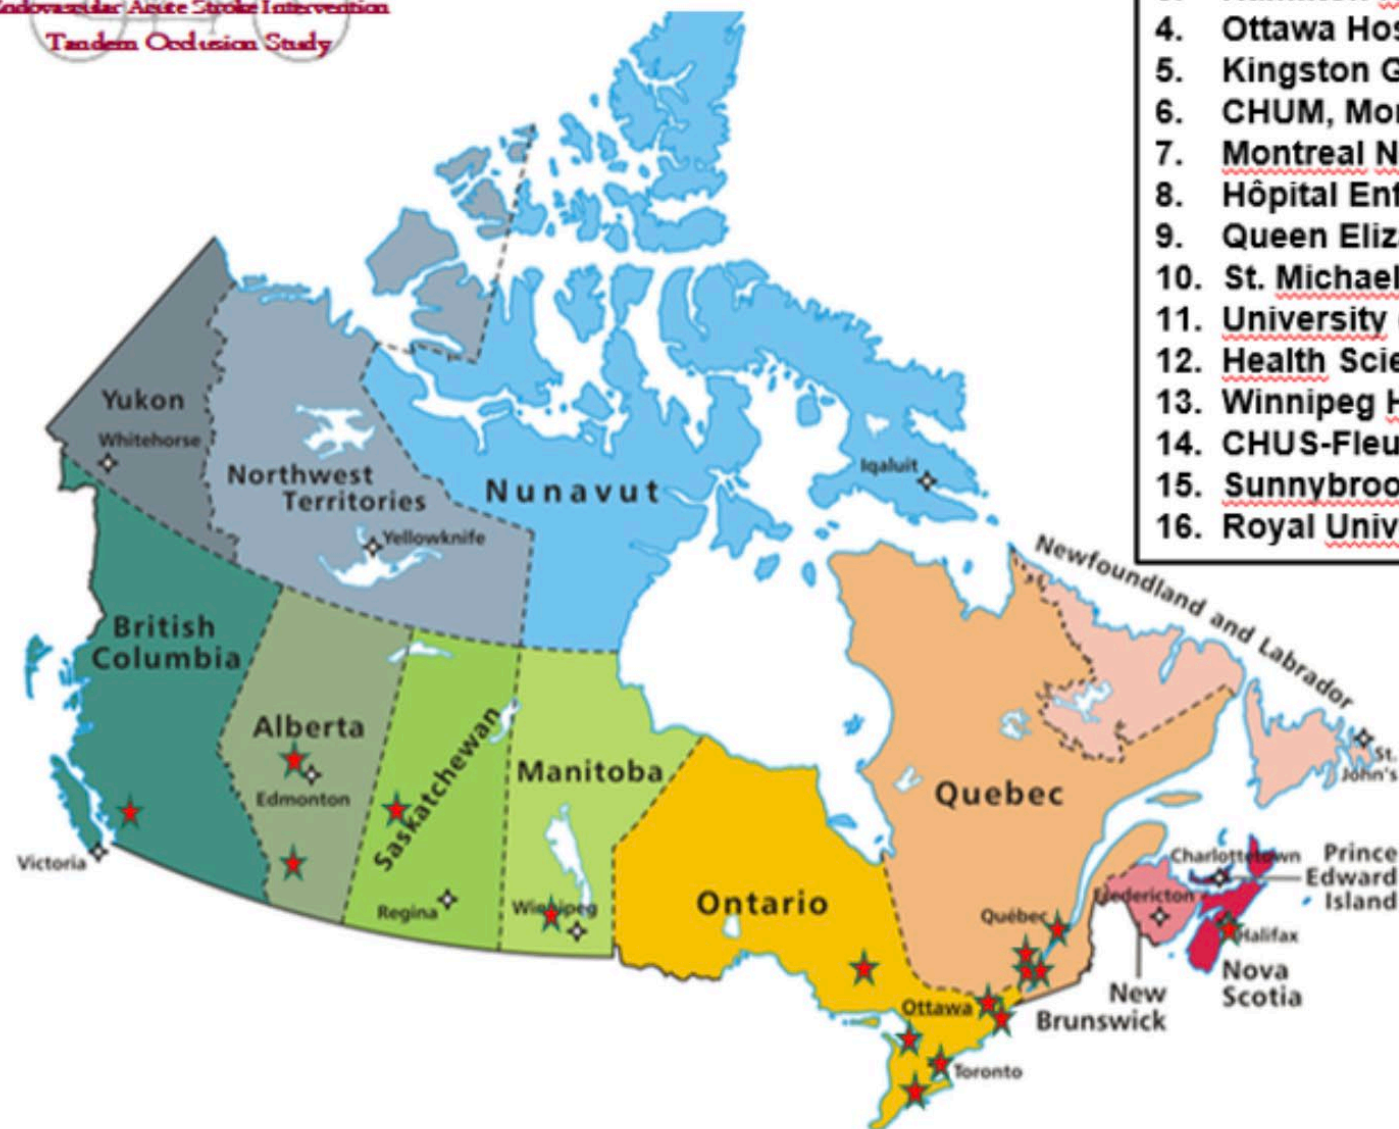 Endovascular Acute Stroke Intervention
Tandem Occlusion Study
4. Ottawa Hos
5. Kingston G
6. CHUM, Mo
7. Montreal N
8. Hôpital Enf
9. Queen Eliz
10. St. Michael
11. University
12. Health Scie
13. Winnipeg H
14. CHUS-Fleu
15. Sunnybroo
16. Royal Univ
Yukon
Whitehorse
Northwest
Territories
Yellowknife
Nunavut
Iqaluit
Newfoundland and Labrador
St.
John's
British
Columbia
Victoria
Alberta
Edmonton
Saskatchewan
Regina
Manitoba
Winnipeg
Ontario
Ottawa
Toronto
Quebec
Québec
Charlottetown
Prince
Edward
Island
Fredericton
Halifax
Nova
Scotia
New
Brunswick